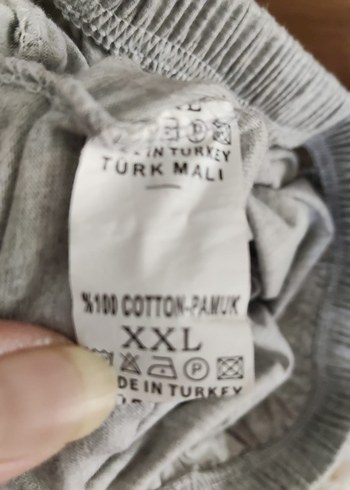 IN TURKEY
TÜRK MALI
%100 COTTON-PAMUK
XXL
P
DE IN TURKEY